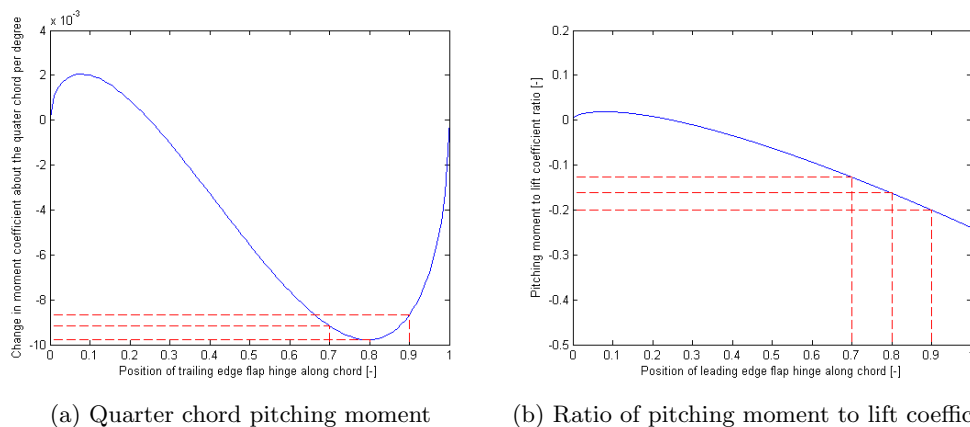 × 10⁻³
4
2
0
-2
-4
-6
-8
-10
0 0.1 0.2 0.3 0.4 0.5 0.6 0.7 0.8 0.9 1
Position of trailing edge flap hinge along chord [-]
Change in moment coefficient about the quater chord per degree
0.2
0.1
0
-0.1
-0.2
-0.3
-0.4
-0.5
0 0.1 0.2 0.3 0.4 0.5 0.6 0.7 0.8 0.9 1
Position of leading edge flap hinge along chord [-]
Pitching moment to lift coefficient ratio [-]
(a) Quarter chord pitching moment
(b) Ratio of pitching moment to lift coeffic